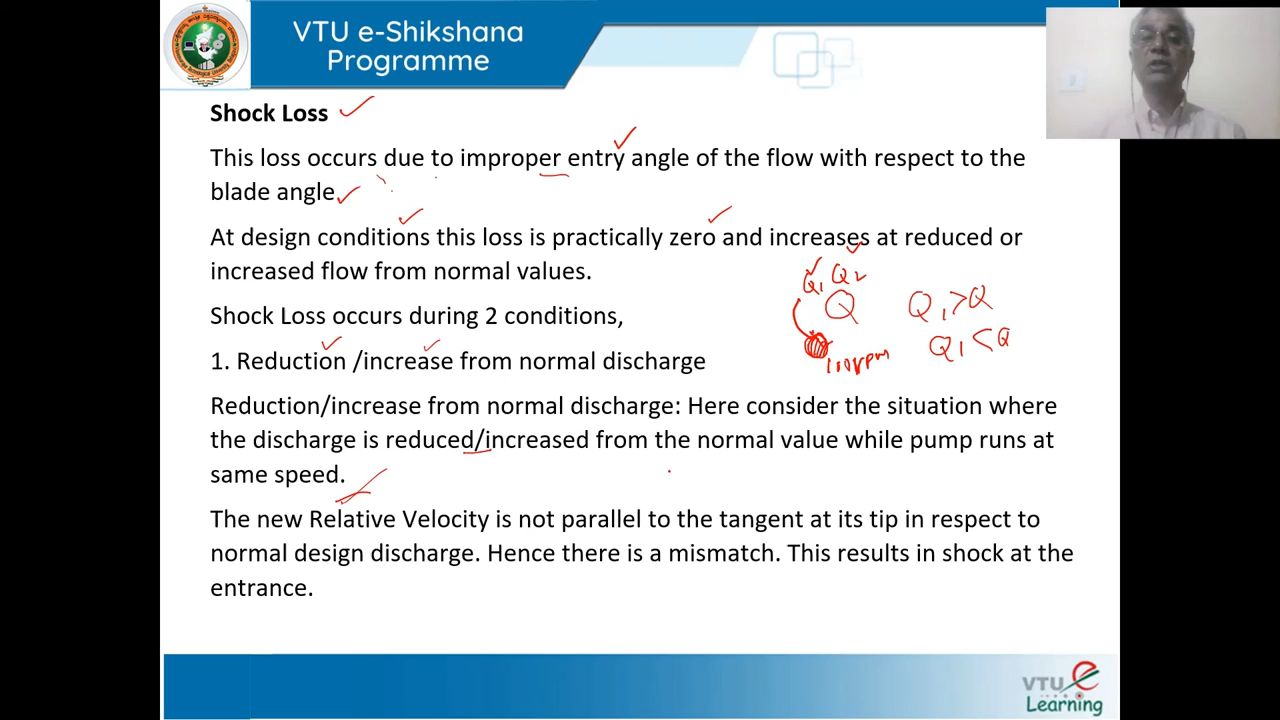 VTU e-Shikshana
Programme
Shock Loss
This loss occurs due to improper entry angle of the flow with respect to the
blade angle.
At design conditions this loss is practically zero and increases at reduced or
increased flow from normal values.
Q1 Q2
Q Q1>Q
Shock Loss occurs during 2 conditions,
Q1<Q
1. Reduction /increase from normal discharge
100rpm
Reduction/increase from normal discharge: Here consider the situation where
the discharge is reduced/increased from the normal value while pump runs at
same speed.
The new Relative Velocity is not parallel to the tangent at its tip in respect to
normal design discharge. Hence there is a mismatch. This results in shock at the
entrance.
VTU e
Learning